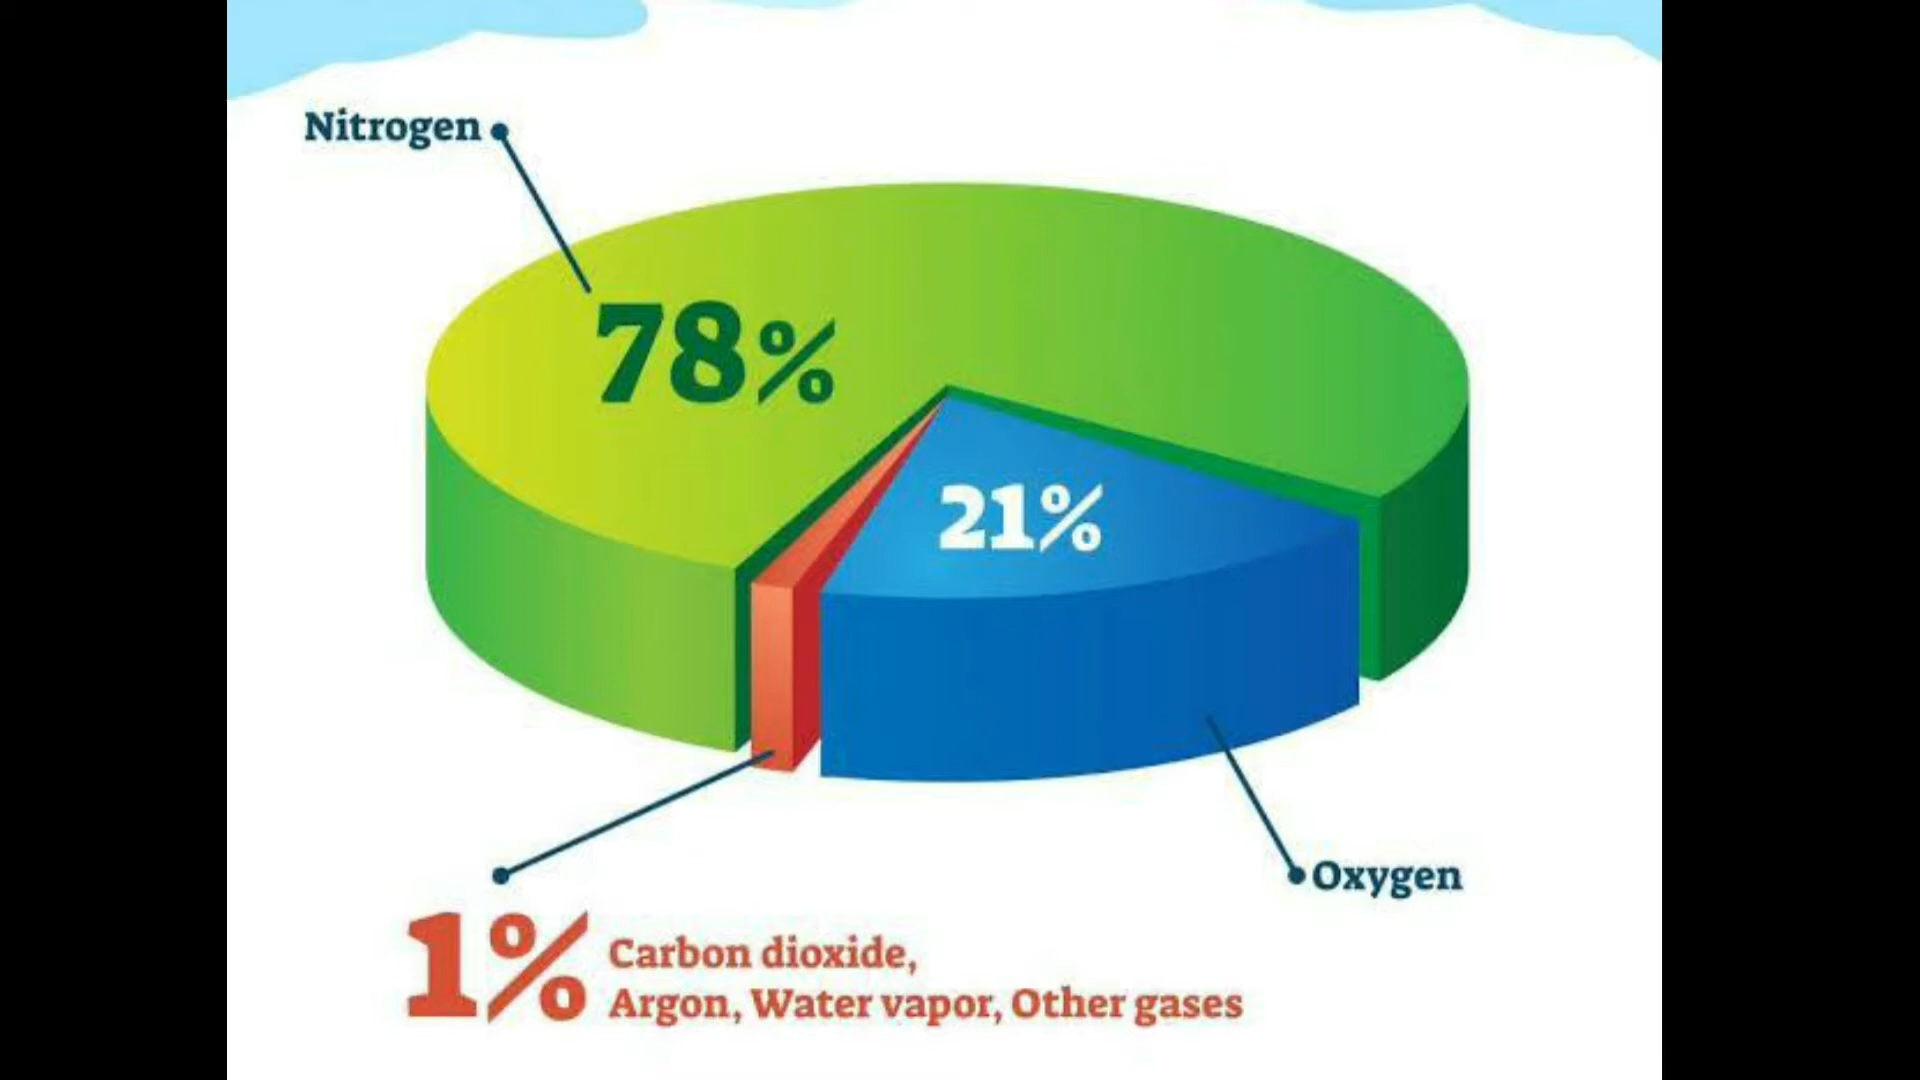 Nitrogen
78%
21%
Oxygen
1% Carbon dioxide,
Argon, Water vapor, Other gases